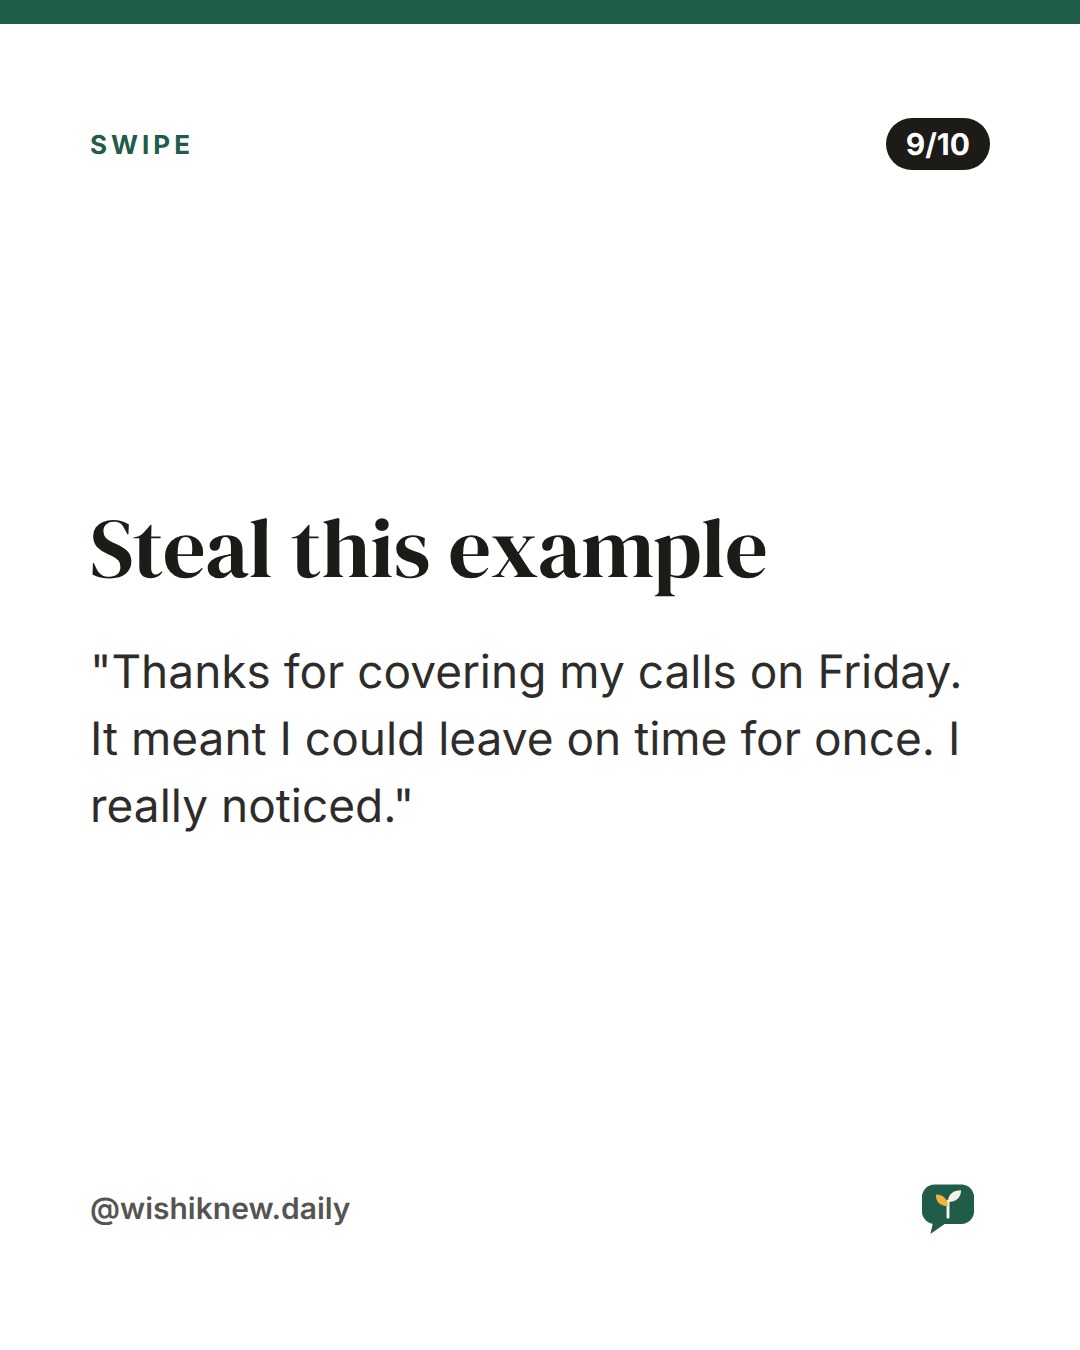 SWIPE
9/10
Steal this example
"Thanks for covering my calls on Friday.
It meant I could leave on time for once. I
really noticed."
@wishiknew.daily